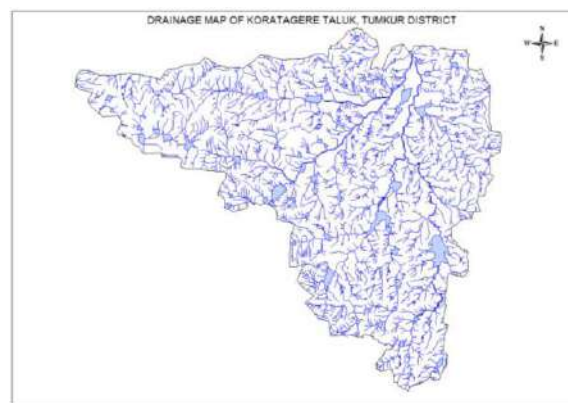 DRAINAGE MAP OF KORATAGERE TALUK, TUMKUR DISTRICT
N
W E
S